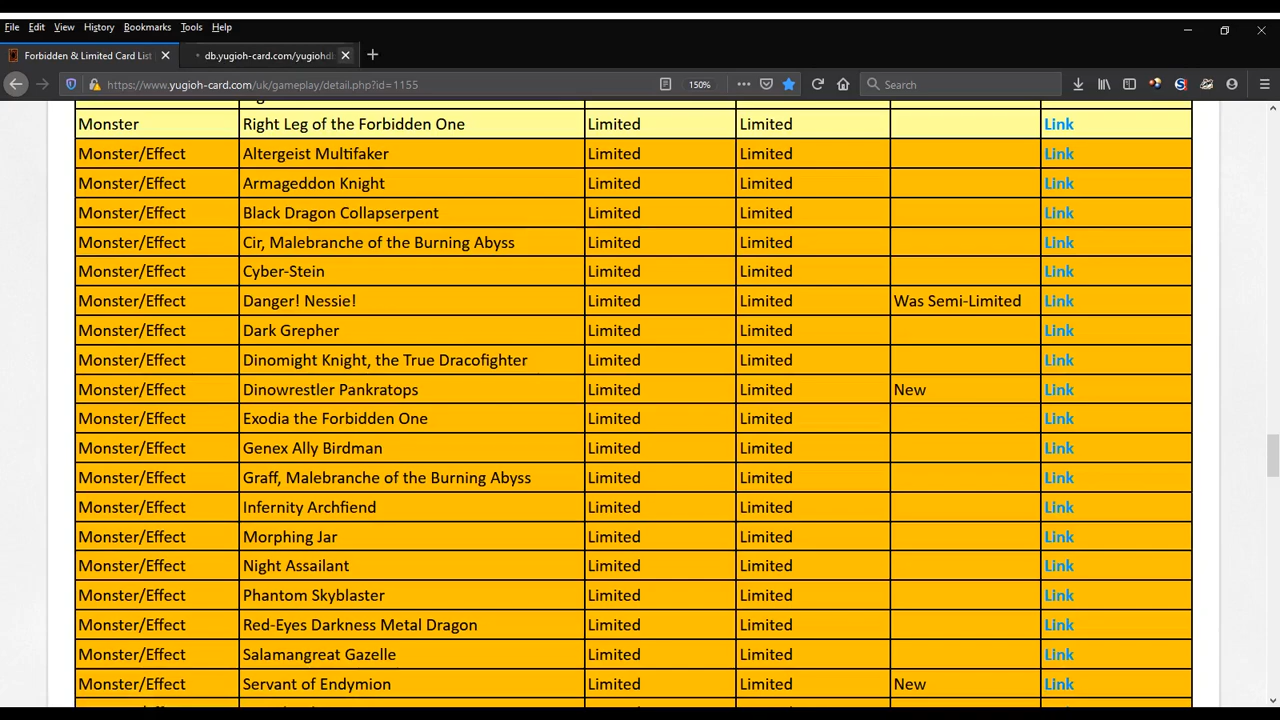 File Edit View History Bookmarks Tools Help
Forbidden & Limited Card List db.yugioh-card.com/yugiohdb
https://www.yugioh-card.com/uk/gameplay/detail.php?id=1155 150% Search
Monster Right Leg of the Forbidden One Limited Limited Link
Monster/Effect Altergeist Multifaker Limited Limited Link
Monster/Effect Armageddon Knight Limited Limited Link
Monster/Effect Black Dragon Collapserpent Limited Limited Link
Monster/Effect Cir, Malebranche of the Burning Abyss Limited Limited Link
Monster/Effect Cyber-Stein Limited Limited Link
Monster/Effect Danger! Nessie! Limited Limited Was Semi-Limited Link
Monster/Effect Dark Grepher Limited Limited Link
Monster/Effect Dinomight Knight, the True Dracofighter Limited Limited Link
Monster/Effect Dinowrestler Pankratops Limited Limited New Link
Monster/Effect Exodia the Forbidden One Limited Limited Link
Monster/Effect Genex Ally Birdman Limited Limited Link
Monster/Effect Graff, Malebranche of the Burning Abyss Limited Limited Link
Monster/Effect Infernity Archfiend Limited Limited Link
Monster/Effect Morphing Jar Limited Limited Link
Monster/Effect Night Assailant Limited Limited Link
Monster/Effect Phantom Skyblaster Limited Limited Link
Monster/Effect Red-Eyes Darkness Metal Dragon Limited Limited Link
Monster/Effect Salamangreat Gazelle Limited Limited Link
Monster/Effect Servant of Endymion Limited Limited New Link